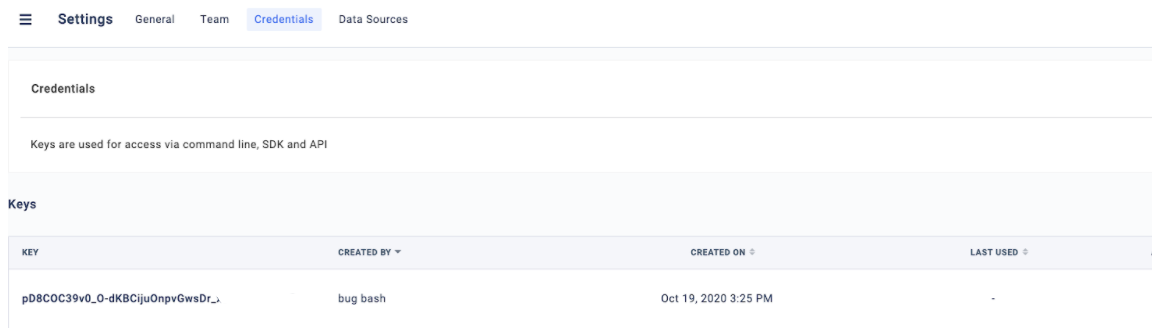 Settings General Team Credentials Data Sources
Credentials
Keys are used for access via command line, SDK and API
Keys
KEY CREATED BY CREATED ON LAST USED
pD8COC39v0_O-dKBCijuOnpvGwsDr_ bug bash Oct 19, 2020 3:25 PM -